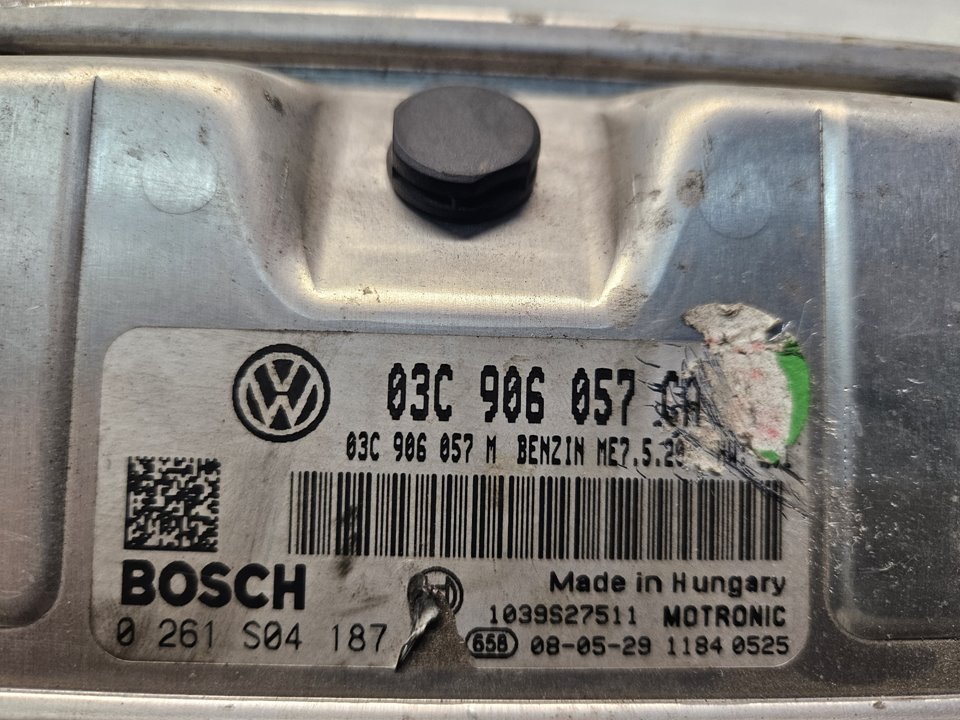 03C 906 057
03C 906 057 M BENZIN ME7.5.20
BOSCH
Made in Hungary
1039S27511 MOTRONIC
0 261 S04 187
658 08-05-29 1184 0525